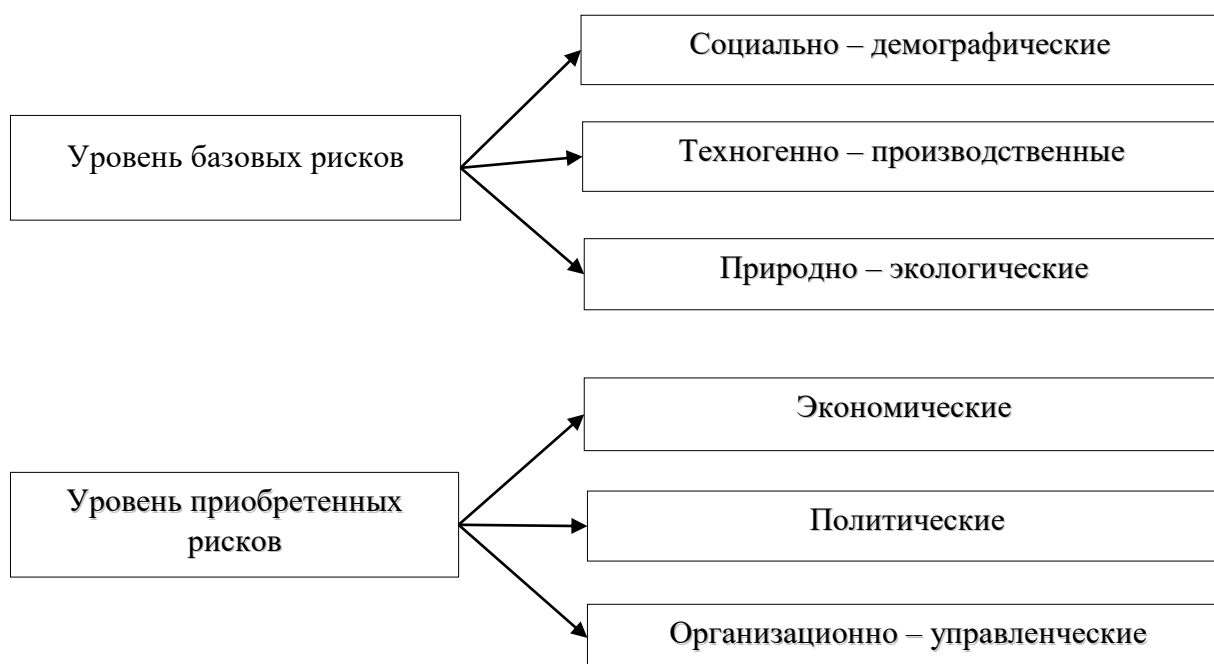 Социально – демографические
Уровень базовых рисков
Техногенно – производственные
Природно – экологические
Экономические
Уровень приобретенных
рисков
Политические
Организационно – управленческие